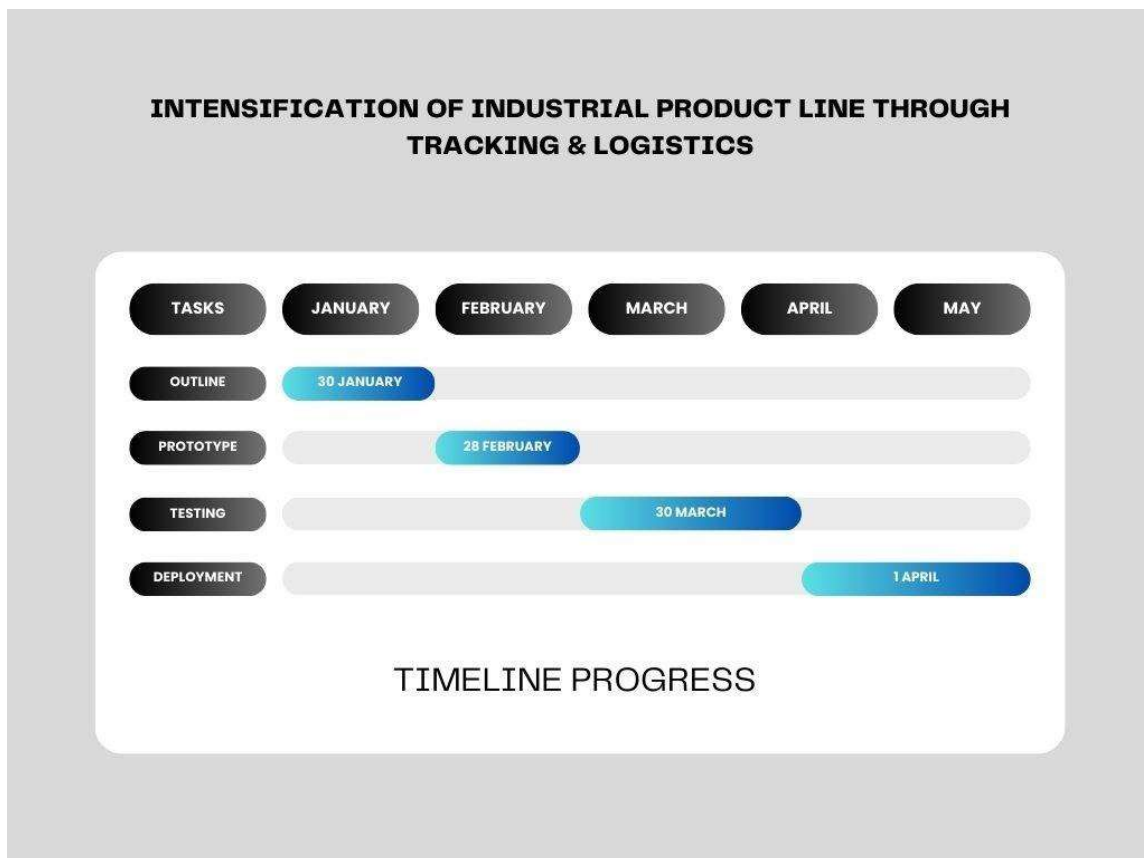 INTENSIFICATION OF INDUSTRIAL PRODUCT LINE THROUGH
TRACKING & LOGISTICS
TASKS JANUARY FEBRUARY MARCH APRIL MAY
OUTLINE 30 JANUARY
PROTOTYPE 28 FEBRUARY
TESTING 30 MARCH
DEPLOYMENT 1 APRIL
TIMELINE PROGRESS